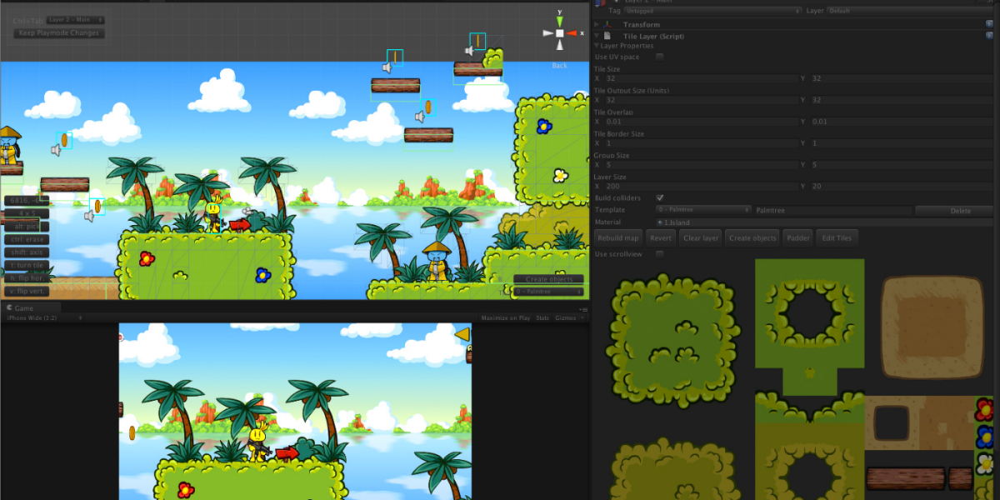 Layer 2 - Main
Tag Untagged Layer Default
Ctrl+Tab: Layer 2 - Main
Keep Playmode Changes
y
x
Back
Transform
Tile Layer (Script)
Layer Properties
Use UV space
Tile Size
X 32 Y 32
Tile Output Size (Units)
X 32 Y 32
Tile Overlap
X 0.01 Y 0.01
Tile Border Size
X 1 Y 1
Group Size
X 5 Y 5
Layer Size
X 200 Y 20
Build colliders
Template 0 - Palmtree Palmtree Delete
Material 1.Island
Rebuild map Revert Clear layer Create objects Padder Edit Tiles
Use scrollview
4 x 5
alt: pick
ctrl: erase
shift: axis
t: turn tile
h: flip hor.
v: flip vert.
Create objects
0 - Palmtree
Game
iPhone Wide (3:2) Maximize on Play Stats Gizmos